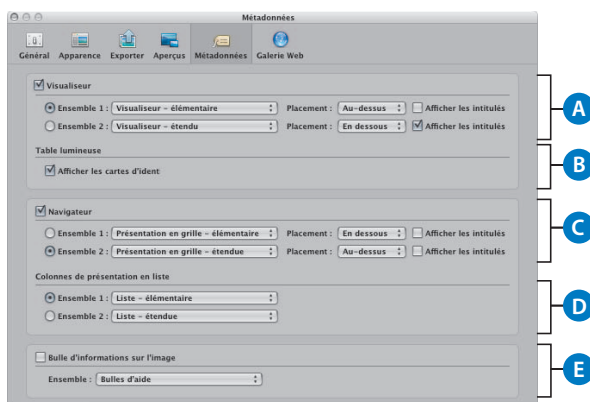 Métadonnées
Général Apparence Exporter Aperçus Métadonnées Galerie Web
Visualiseur
Ensemble 1 : Visualiseur – élémentaire Placement : Au-dessus Afficher les intitulés
Ensemble 2 : Visualiseur – étendu Placement : En dessous Afficher les intitulés
A
Table lumineuse
Afficher les cartes d'ident
B
Navigateur
Ensemble 1 : Présentation en grille – élémentaire Placement : En dessous Afficher les intitulés
Ensemble 2 : Présentation en grille – étendue Placement : Au-dessus Afficher les intitulés
C
Colonnes de présentation en liste
Ensemble 1 : Liste – élémentaire
Ensemble 2 : Liste – étendue
D
Bulle d'informations sur l'image
Ensemble : Bulles d'aide
E